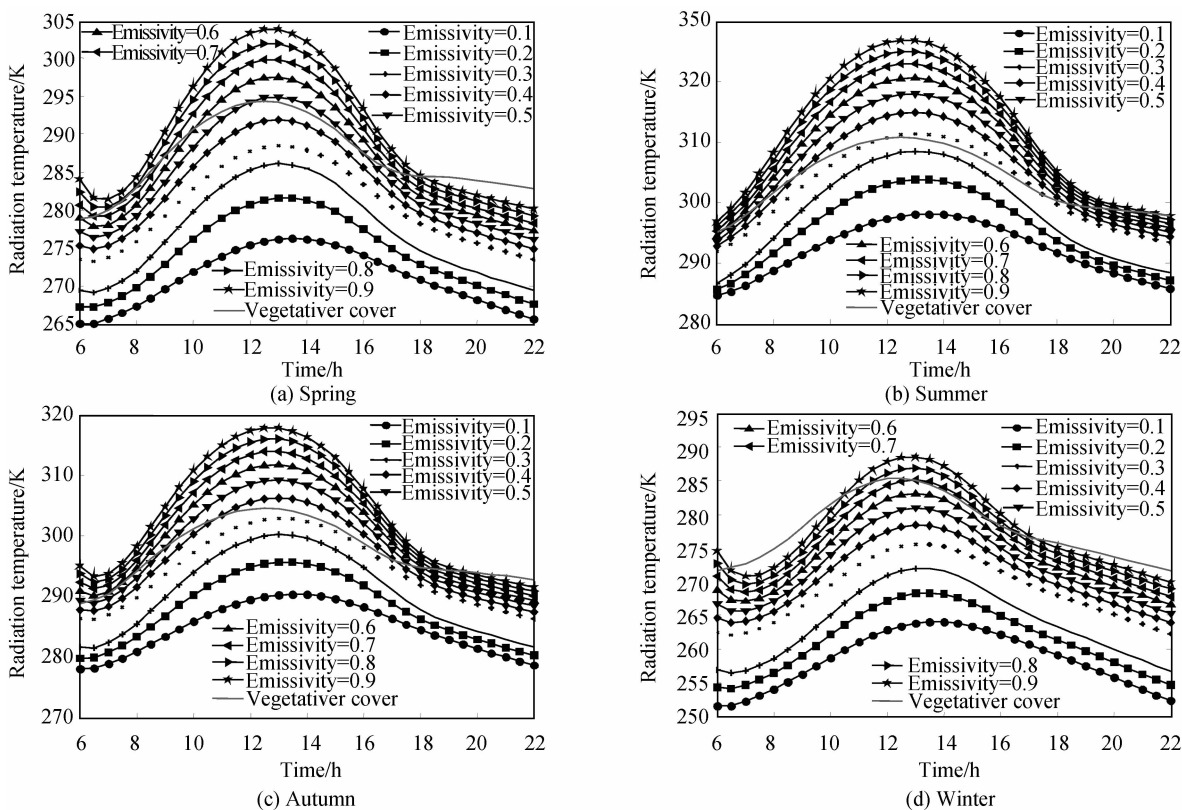 Radiation temperature/K
305
300
295
290
285
280
275
270
265
6 8 10 12 14 16 18 20 22
Emissivity=0.6
Emissivity=0.7
Emissivity=0.1
Emissivity=0.2
Emissivity=0.3
Emissivity=0.4
Emissivity=0.5
Emissivity=0.8
Emissivity=0.9
Vegetativer cover
Time/h
(a) Spring
Radiation temperature/K
350
330
320
310
300
290
280
6 8 10 12 14 16 18 20 22
Emissivity=0.1
Emissivity=0.2
Emissivity=0.3
Emissivity=0.4
Emissivity=0.5
Emissivity=0.6
Emissivity=0.7
Emissivity=0.8
Emissivity=0.9
Vegetativer cover
Time/h
(b) Summer
Radiation temperature/K
320
310
300
290
280
270
6 8 10 12 14 16 18 20 22
Emissivity=0.1
Emissivity=0.2
Emissivity=0.3
Emissivity=0.4
Emissivity=0.5
Emissivity=0.6
Emissivity=0.7
Emissivity=0.8
Emissivity=0.9
Vegetativer cover
Time/h
(c) Autumn
Radiation temperature/K
295
290
285
280
275
270
265
260
255
250
6 8 10 12 14 16 18 20 22
Emissivity=0.6
Emissivity=0.7
Emissivity=0.1
Emissivity=0.2
Emissivity=0.3
Emissivity=0.4
Emissivity=0.5
Emissivity=0.8
Emissivity=0.9
Vegetativer cover
Time/h
(d) Winter